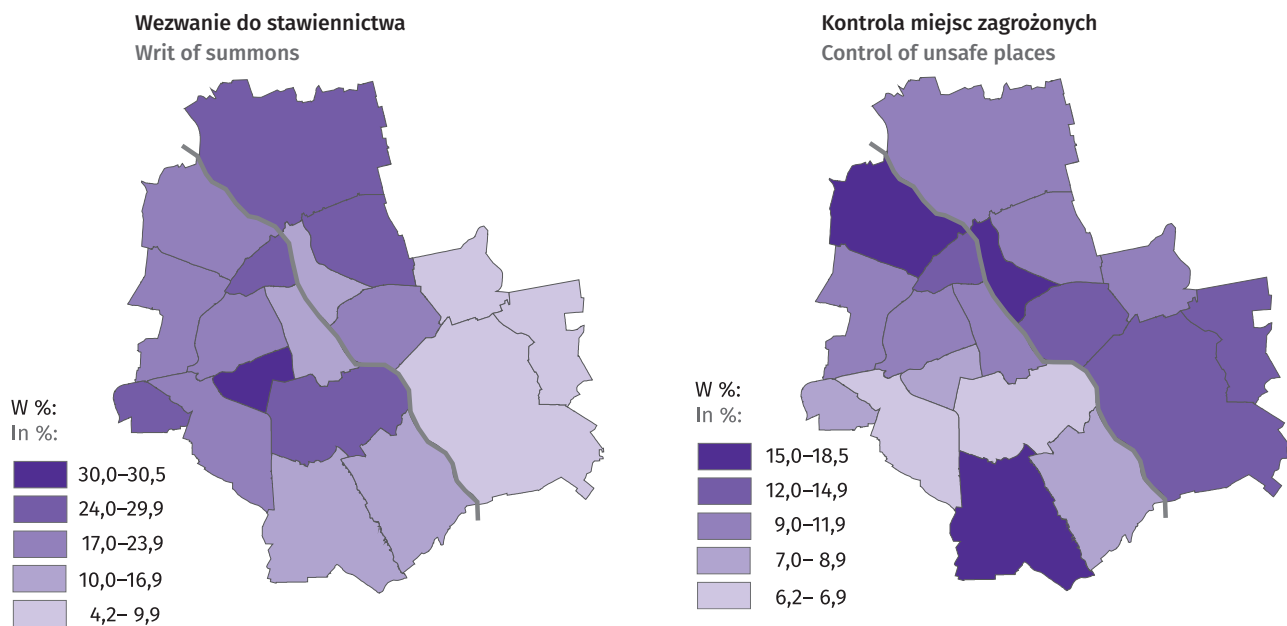 Wezwanie do stawiennictwa
Writ of summons
W %:
In %:
30,0–30,5
24,0–29,9
17,0–23,9
10,0–16,9
4,2– 9,9
Kontrola miejsc zagrożonych
Control of unsafe places
W %:
In %:
15,0–18,5
12,0–14,9
9,0–11,9
7,0– 8,9
6,2– 6,9